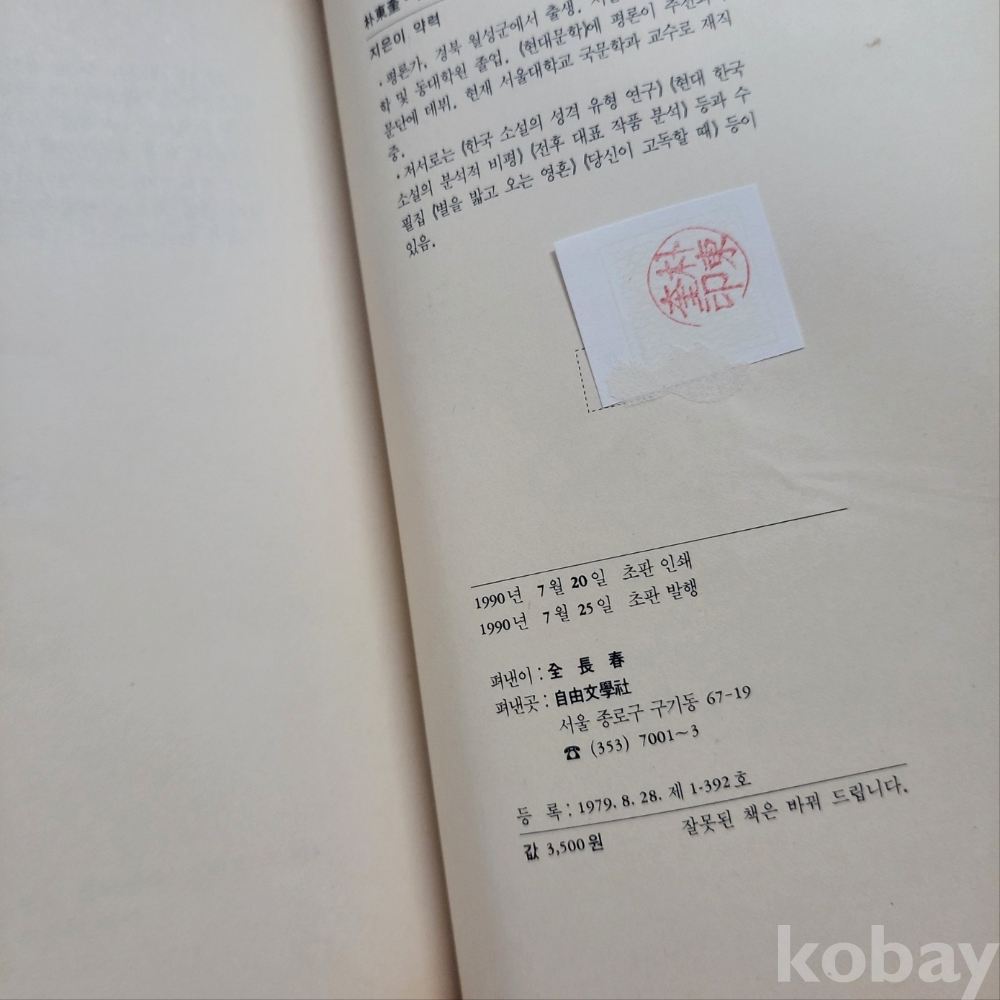 지은이 약력
• 평론가. 경북 월성군에서 출생.
학 및 동대학원 졸업. (현대문학)에 평론이
문단에 데뷔. 현재 서울대학교 국문학과 교수로 재직
중.
• 저서로는 (한국 소설의 성격 유형 연구) (현대 한국
소설의 분석적 비평) (전후 대표 작품 분석) 등과 수
필집 (별을 밟고 오는 영혼) (당신이 고독할 때) 등이
있음.
朴東奎印
1990년 7월 20일 초판 인쇄
1990년 7월 25일 초판 발행
펴낸이 : 全 長 春
펴낸곳 : 自由文學社
서울 종로구 구기동 67-19
☎ (353) 7001~3
등 록 : 1979. 8. 28. 제 1-392 호
값 3,500원 잘못된 책은 바꿔 드립니다.
kobay